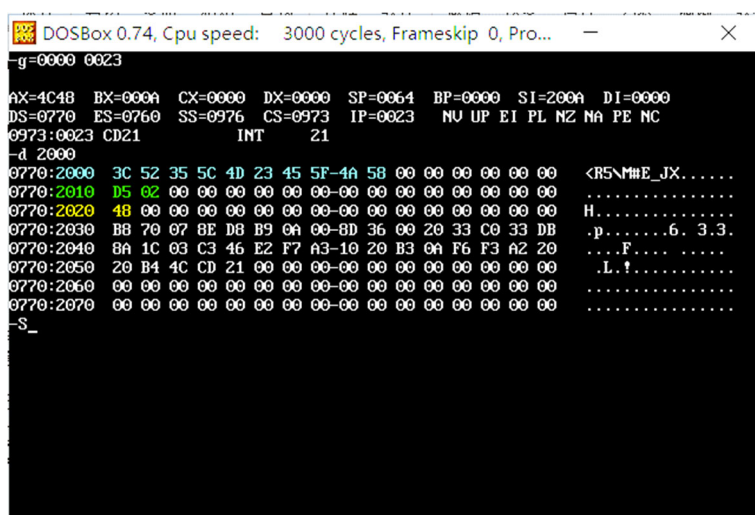 DOSBox 0.74, Cpu speed: 3000 cycles, Frameskip 0, Pro...
-g=0000 0023
AX=4C48 BX=000A CX=0000 DX=0000 SP=0064 BP=0000 SI=200A DI=0000
DS=0770 ES=0760 SS=0976 CS=0973 IP=0023 NV UP EI PL NZ NA PE NC
0973:0023 CD21 INT 21
-d 2000
0770:2000 3C 52 35 5C 4D 23 45 5F-4A 58 00 00 00 00 00 00 <R5\M#E_JX......
0770:2010 D5 02 00 00 00 00 00 00-00 00 00 00 00 00 00 00 ................
0770:2020 48 00 00 00 00 00 00 00-00 00 00 00 00 00 00 00 H...............
0770:2030 B8 70 07 8E D8 B9 0A 00-8D 36 00 20 33 C0 33 DB .p.......6. 3.3.
0770:2040 8A 1C 03 C3 46 E2 F7 A3-10 20 B3 0A F6 F3 A2 20 ....F.... .....
0770:2050 20 B4 4C CD 21 00 00 00-00 00 00 00 00 00 00 00 .L.!...........
0770:2060 00 00 00 00 00 00 00 00-00 00 00 00 00 00 00 00 ................
0770:2070 00 00 00 00 00 00 00 00-00 00 00 00 00 00 00 00 ................
-S_